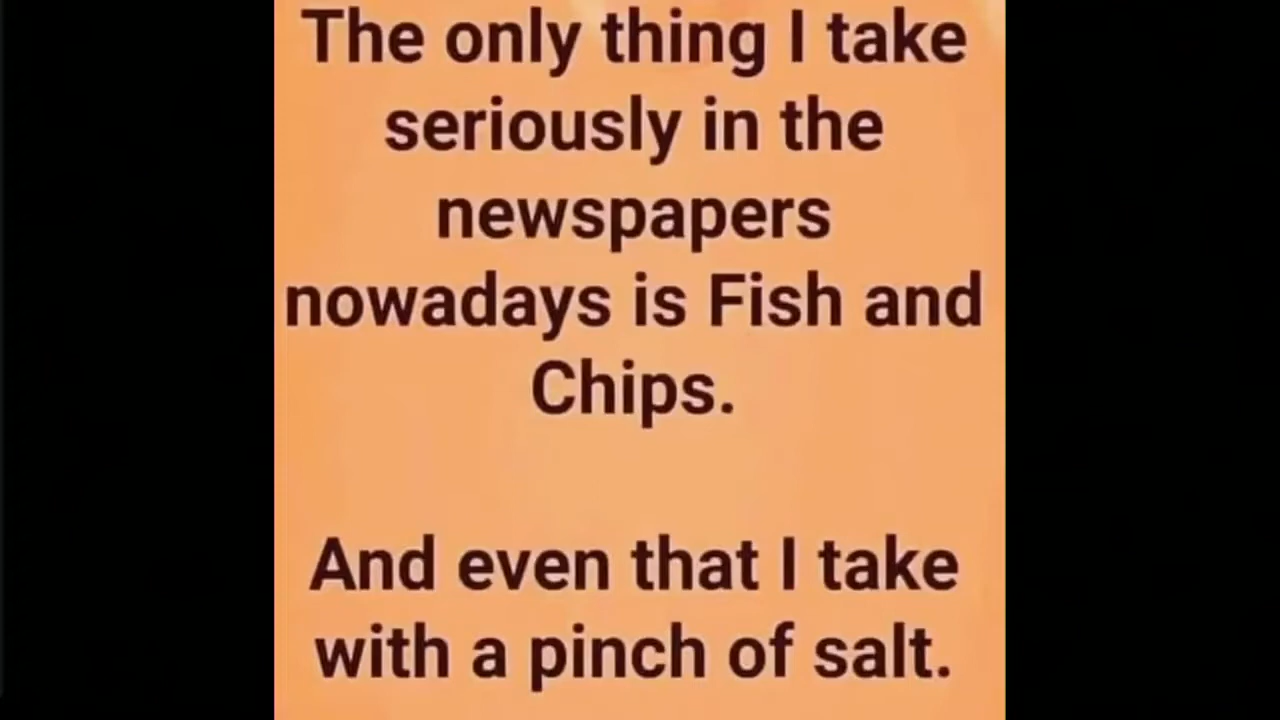 The only thing I take
seriously in the
newspapers
nowadays is Fish and
Chips.
And even that I take
with a pinch of salt.